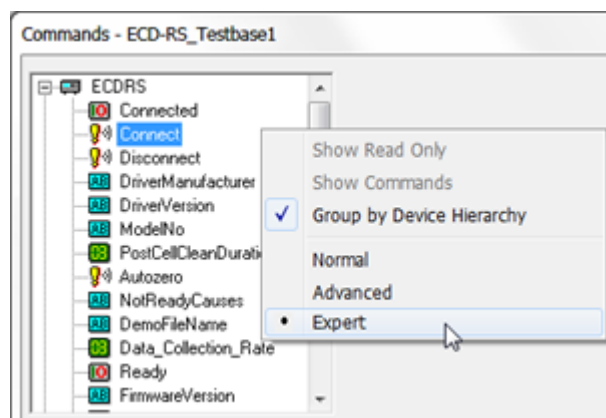 Commands - ECD-RS_Testbase1
ECDRS
Connected
Connect
Disconnect
DriverManufacturer
DriverVersion
ModelNo
PostCellCleanDurati
Autozero
NotReadyCauses
DemoFileName
Data_Collection_Rate
Ready
FirmwareVersion
Show Read Only
Show Commands
Group by Device Hierarchy
Normal
Advanced
Expert